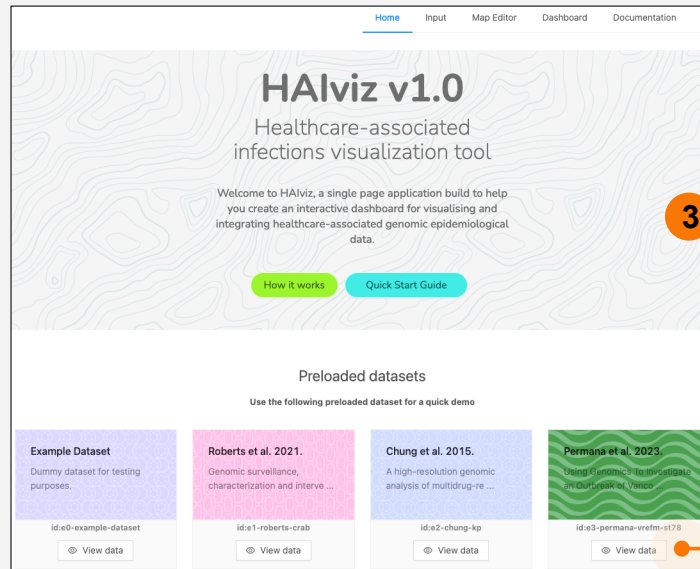 Home Input Map Editor Dashboard Documentation
HAIviz v1.0
Healthcare-associated
infections visualization tool
Welcome to HAIviz, a single page application build to help
you create an interactive dashboard for visualising and
integrating healthcare-associated genomic epidemiological
data.
3
How it works Quick Start Guide
Preloaded datasets
Use the following preloaded dataset for a quick demo
Example Dataset
Dummy dataset for testing
purposes.
id:e0-example-dataset
View data
Roberts et al. 2021.
Genomic surveillance,
characterization and interve ...
id:e1-roberts-crab
View data
Chung et al. 2015.
A high-resolution genomic
analysis of multidrug-re ...
id:e2-chung-kp
View data
Permana et al. 2023.
Using Genomics To Investigate
an Outbreak of Vanco ...
id:e3-permana-vrefm-st78
View data